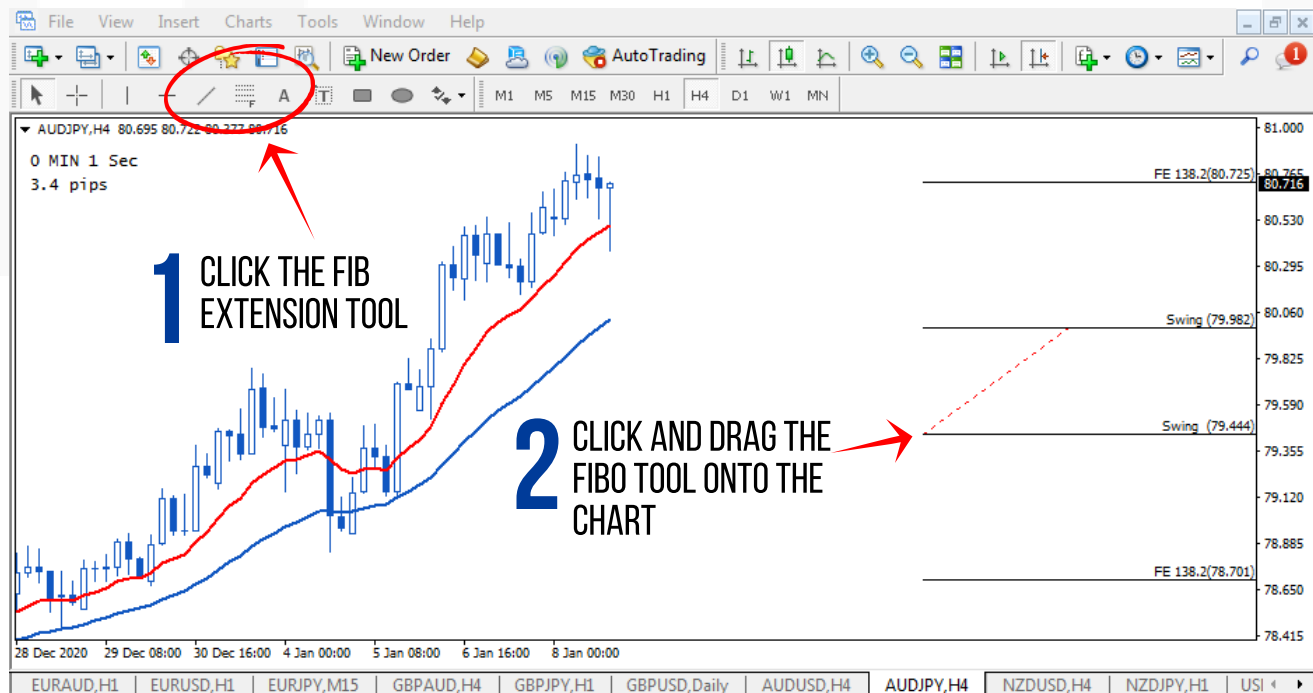 File View Insert Charts Tools Window Help
New Order AutoTrading 1
F A T M1 M5 M15 M30 H1 H4 D1 W1 MN
AUDJPY,H4 80.695 80.722 80.377 80.716
0 MIN 1 Sec
3.4 pips
1 CLICK THE FIB
EXTENSION TOOL
2 CLICK AND DRAG THE
FIBO TOOL ONTO THE
CHART
FE 138.2(80.725)
Swing (79.982)
Swing (79.444)
FE 138.2(78.701)
81.000
80.765
80.716
80.530
80.295
80.060
79.825
79.590
79.355
79.120
78.885
78.650
78.415
28 Dec 2020 29 Dec 08:00 30 Dec 16:00 4 Jan 00:00 5 Jan 08:00 6 Jan 16:00 8 Jan 00:00
EURAUD,H1 EURUSD,H1 EURJPY,M15 GBPAUD,H4 GBPJPY,H1 GBPUSD,Daily AUDUSD,H4 AUDJPY,H4 NZDUSD,H4 NZDJPY,H1 USI